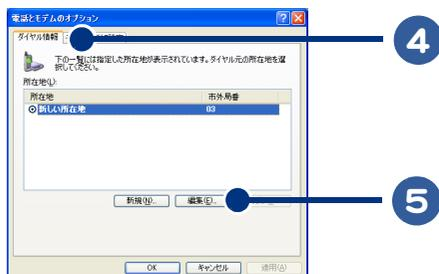 電話とモデムのオプション
ダイヤル情報
4
下の一覧には指定した所在地が表示されています。ダイヤル元の所在地を選
択してください。
所在地(L):
所在地 市外局番
新しい所在地 03
新規(N)... 編集(E)...
5
OK キャンセル 適用(A)